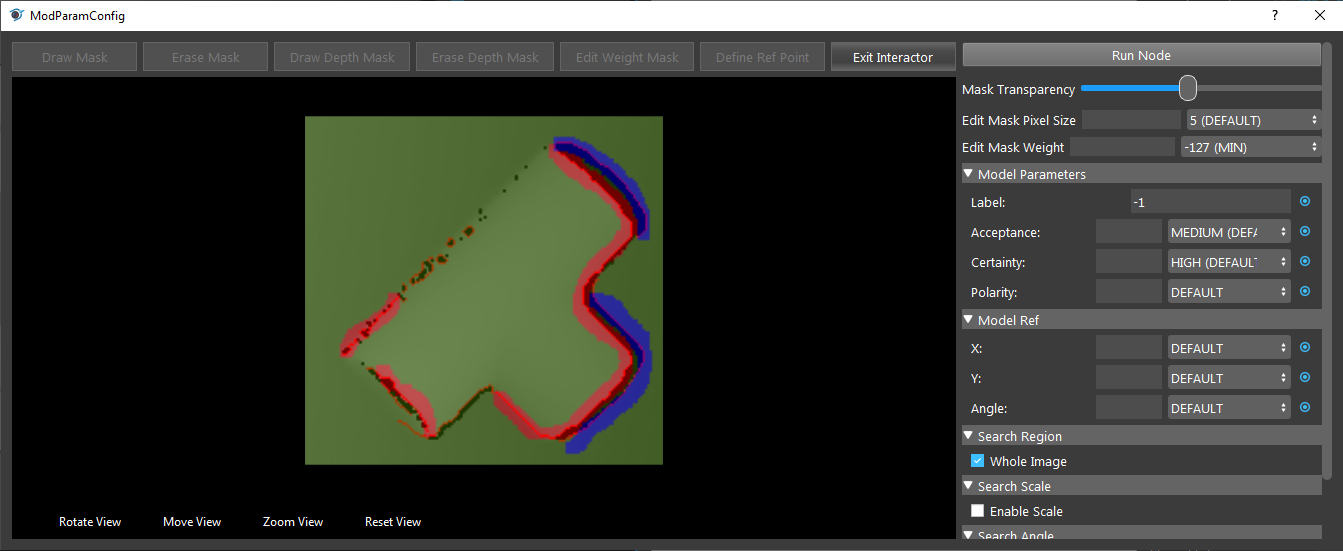 ModParamConfig
?
Draw Mask
Erase Mask
Draw Depth Mask
Erase Depth Mask
Edit Weight Mask
Define Ref Point
Exit Interactor
Run Node
Mask Transparency
Edit Mask Pixel Size 5 (DEFAULT)
Edit Mask Weight -127 (MIN)
Model Parameters
Label: -1
Acceptance: MEDIUM (DEFA
Certainty: HIGH (DEFAULT
Polarity: DEFAULT
Model Ref
X: DEFAULT
Y: DEFAULT
Angle: DEFAULT
Search Region
Whole Image
Search Scale
Enable Scale
Search Angle
Rotate View
Move View
Zoom View
Reset View